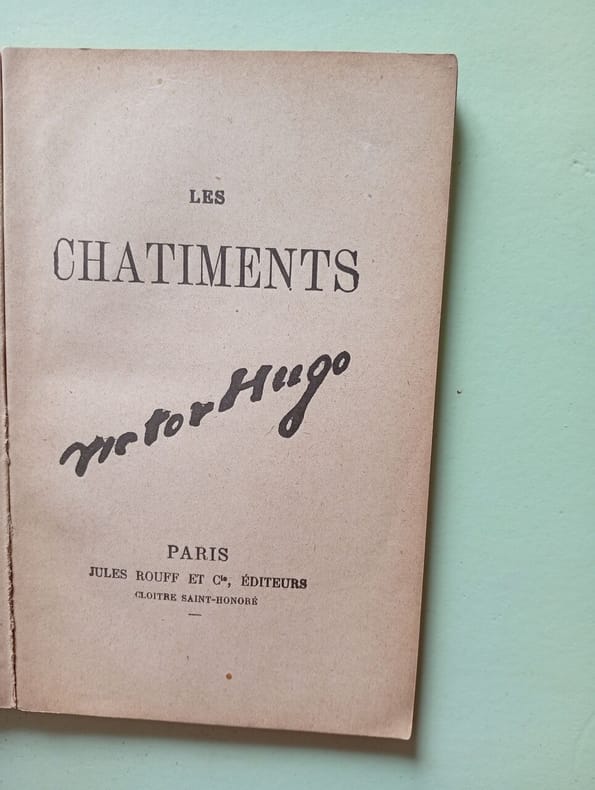 LES
CHATIMENTS
Victor Hugo
PARIS
JULES ROUFF ET Cie, ÉDITEURS
CLOITRE SAINT-HONORÉ